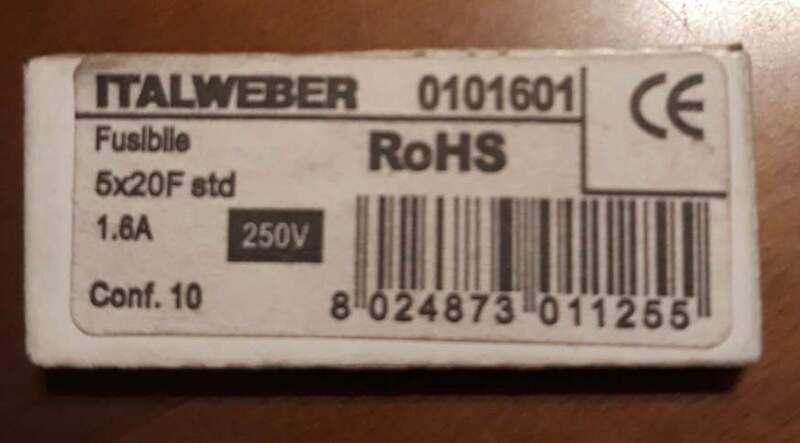 ITALWEBER 0101601 CE
Fusibile RoHS
5x20F std
1.6A 250V
Conf. 10
8 024873 011255